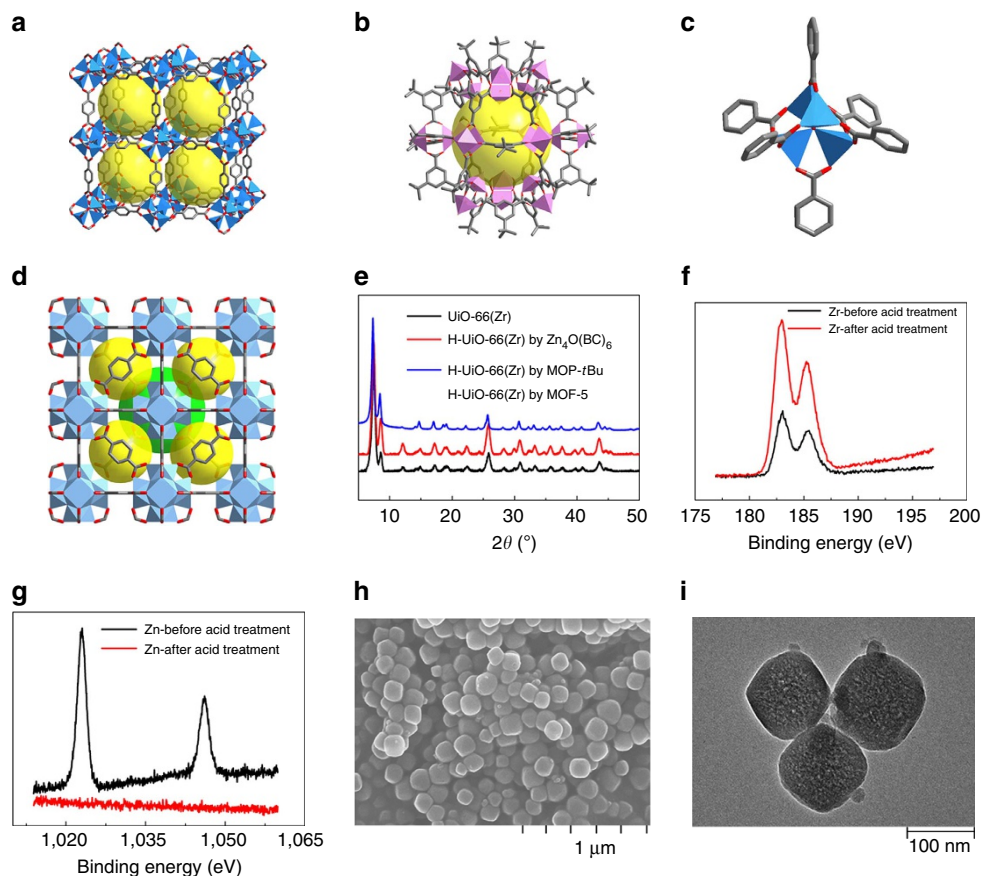 a
b
c
d
e
UiO-66(Zr)
H-UiO-66(Zr) by Zn₄O(BC)₆
H-UiO-66(Zr) by MOP-tBu
H-UiO-66(Zr) by MOF-5
10 20 30 40 50
2θ (°)
f
Zr-before acid treatment
Zr-after acid treatment
175 180 185 190 195 200
Binding energy (eV)
g
Zn-before acid treatment
Zn-after acid treatment
1,020 1,035 1,050 1,065
Binding energy (eV)
h
1 μm
i
100 nm